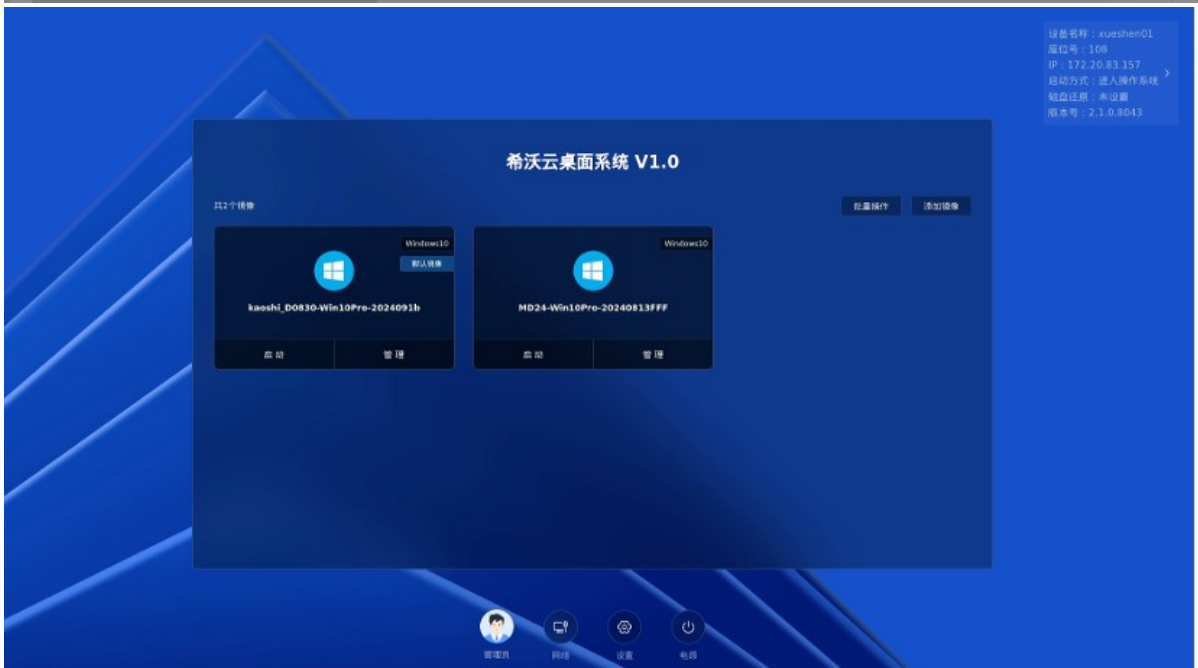 设备名称：xueshen01
座位号：108
IP：172.20.83.157
启动方式：进入操作系统
磁盘还原：未设置
版本号：2.1.0.8043
希沃云桌面系统 V1.0
共2个镜像
批量操作
添加镜像
Windows10
默认镜像
kaoshi_D0830-Win10Pro-2024091b
启动
管理
Windows10
MD24-Win10Pro-20240813FFF
启动
管理
管理员
网络
设置
电源